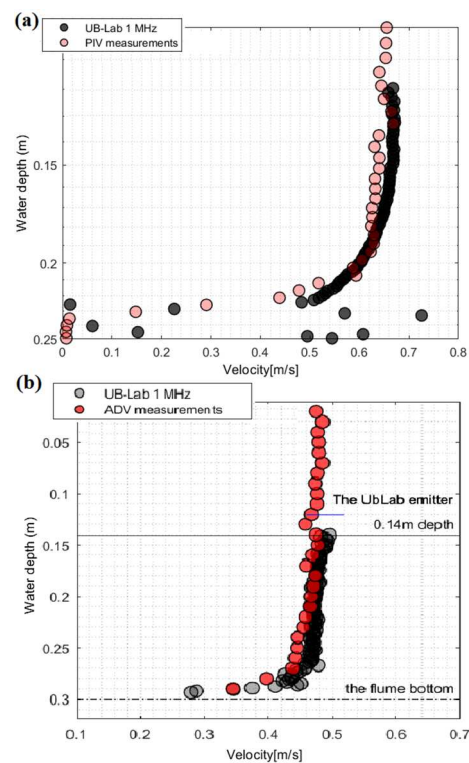 (a)
UB-Lab 1 MHz
PIV measurements
Water depth (m)
0.15
0.2
0.25
0 0.1 0.2 0.3 0.4 0.5 0.6 0.7 0.8
Velocity[m/s]
(b)
UB-Lab 1 MHz
ADV measurements
Water depth (m)
0.05
0.1
The UbLab emitter
0.14m depth
0.15
0.2
0.25
the flume bottom
0.3
0.1 0.2 0.3 0.4 0.5 0.6 0.7
Velocity[m/s]